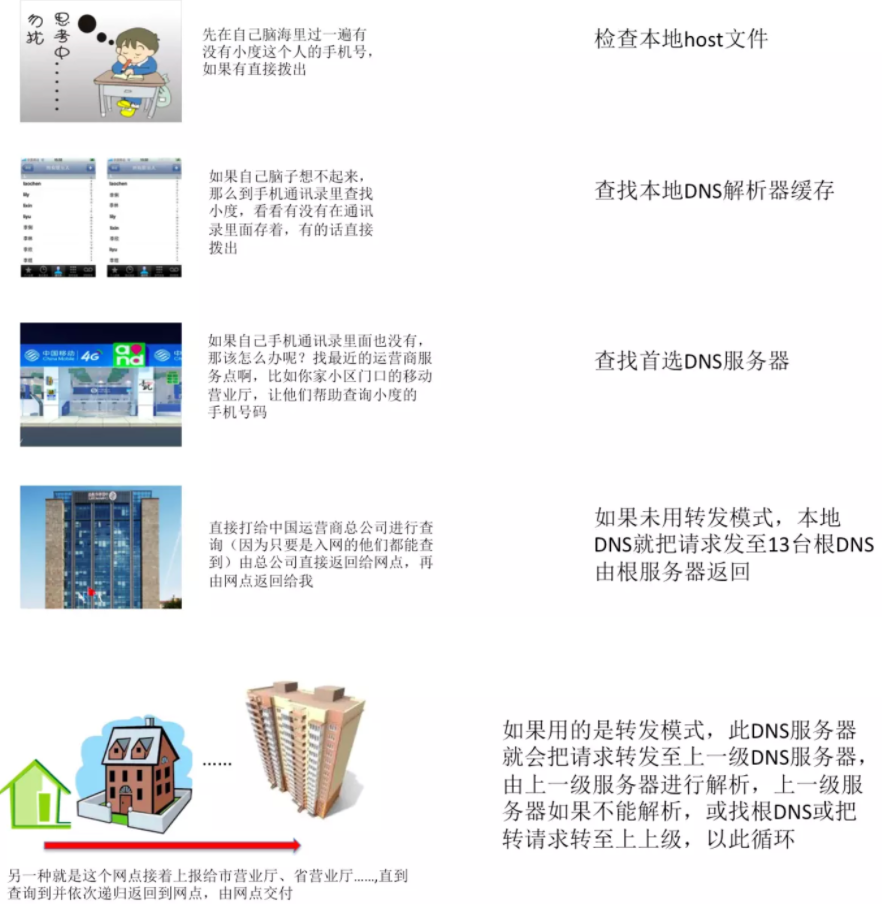 勿扰
思考中……
先在自己脑海里过一遍有
没有小度这个人的手机号，
如果有直接拨出
检查本地host文件
如果自己脑子想不起来，
那么到手机通讯录里查找
小度，看看有没有在通讯
录里面存着，有的话直接
拨出
查找本地DNS解析器缓存
中国移动
China Mobile
4G
and
中国移动
如果自己手机通讯录里面也没有，
那该怎么办呢？找最近的运营商服
务点啊，比如你家小区门口的移动
营业厅，让他们帮助查询小度的
手机号码
查找首选DNS服务器
直接打给中国运营商总公司进行查
询（因为只要是入网的他们都能查
到）由总公司直接返回给网点，再
由网点返回给我
如果未用转发模式，本地
DNS就把请求发至13台根DNS
由根服务器返回
……
如果用的是转发模式，此DNS服务器
就会把请求转发至上一级DNS服务器，
由上一级服务器进行解析，上一级服
务器如果不能解析，或找根DNS或把
转请求转至上上级，以此循环
另一种就是这个网点接着上报给市营业厅、省营业厅……,直到
查询到并依次递归返回到网点，由网点交付